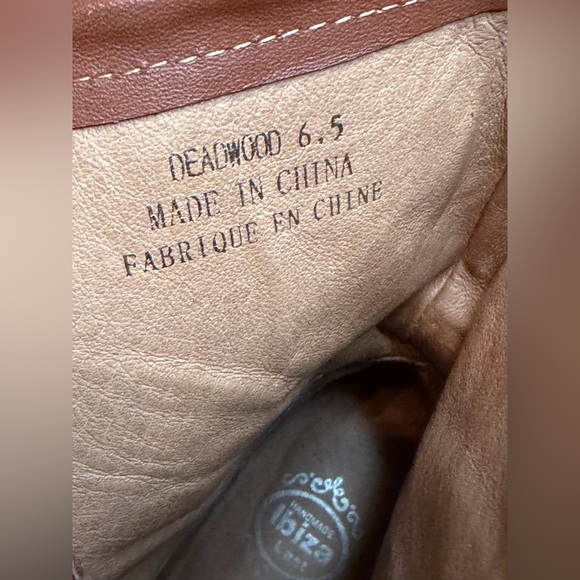 DEADWOOD 6.5
MADE IN CHINA
FABRIQUE EN CHINE
HANDMADE
Ibiza